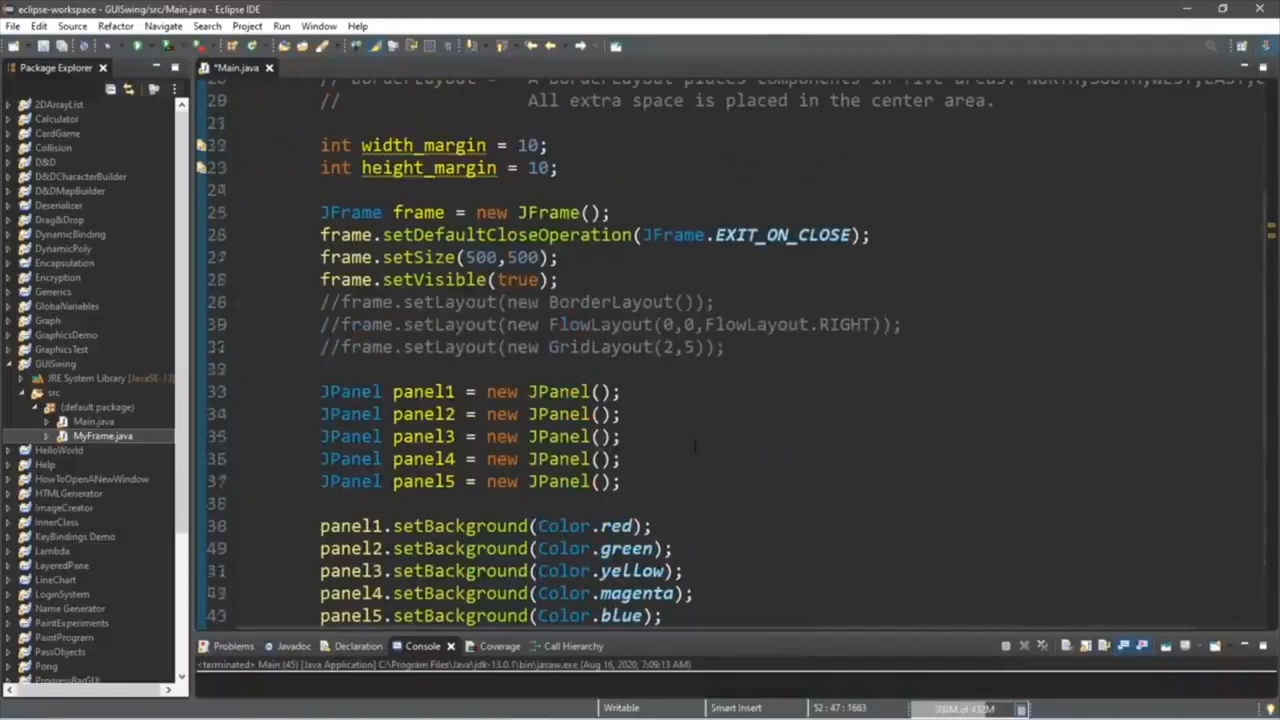 eclipse-workspace - GUISwing/src/Main.java - Eclipse IDE
File Edit Source Refactor Navigate Search Project Run Window Help
Package Explorer
*Main.java
2DArrayList
Calculator
CardGame
Collision
D&D
D&DCharacterBuilder
D&DMapBuilder
Deserializer
Drag&Drop
DynamicBinding
DynamicPoly
Encapsulation
Encryption
Generics
GlobalVariables
Graph
GraphicsDemo
GraphicsTest
GUISwing
JRE System Library [JavaSE-13]
src
(default package)
Main.java
MyFrame.java
HelloWorld
Help
HowToOpenANewWindow
HTMLGenerator
ImageCreator
InnerClass
KeyBindings Demo
Lambda
LayeredPane
LineChart
LoginSystem
Name Generator
PaintExperiments
PaintProgram
PassObjects
Pong
ProgressBarGUI
// BorderLayout = A BorderLayout places components in five areas: NORTH,SOUTH,WEST,EAST,
// All extra space is placed in the center area.
int width_margin = 10;
int height_margin = 10;
25 JFrame frame = new JFrame();
frame.setDefaultCloseOperation(JFrame.EXIT_ON_CLOSE);
frame.setSize(500,500);
frame.setVisible(true);
//frame.setLayout(new BorderLayout());
//frame.setLayout(new FlowLayout(0,0,FlowLayout.RIGHT));
//frame.setLayout(new GridLayout(2,5));
33 JPanel panel1 = new JPanel();
34 JPanel panel2 = new JPanel();
35 JPanel panel3 = new JPanel();
JPanel panel4 = new JPanel();
37 JPanel panel5 = new JPanel();
38 panel1.setBackground(Color.red);
panel2.setBackground(Color.green);
panel3.setBackground(Color.yellow);
panel4.setBackground(Color.magenta);
panel5.setBackground(Color.blue);
Problems Javadoc Declaration Console Coverage Call Hierarchy
<terminated> Main (45) [Java Application] C:\Program Files\Java\jdk-13.0.1\bin\javaw.exe (Aug 16, 2020, 7:09:13 AM)
Writable Smart Insert 52 : 47 : 1663